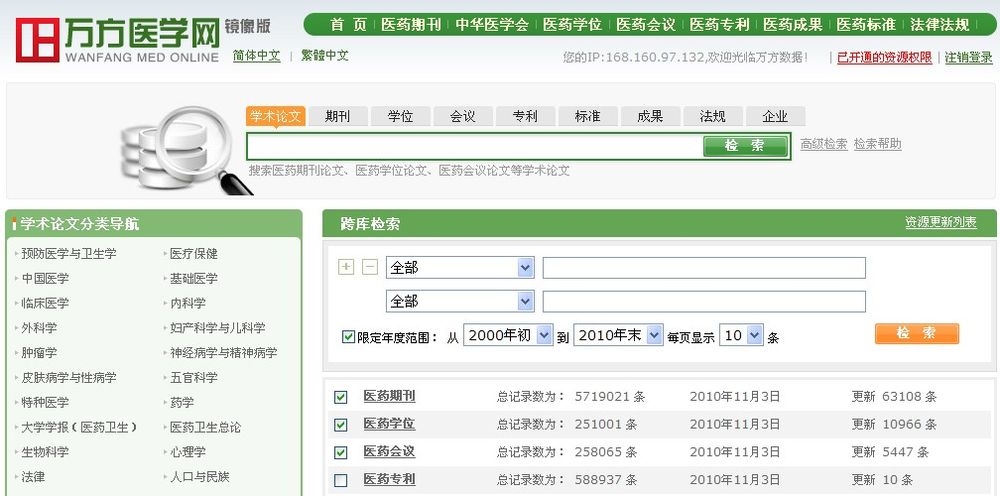 万方医学网 镜像版
WANFANG MED ONLINE
简体中文 | 繁體中文
首 页 | 医药期刊 | 中华医学会 | 医药学位 | 医药会议 | 医药专利 | 医药成果 | 医药标准 | 法律法规
您的IP:168.160.97.132,欢迎光临万方数据! | 已开通的资源权限 | 注销登录
学术论文 期刊 学位 会议 专利 标准 成果 法规 企业
检 索 高级检索 检索帮助
搜索医药期刊论文、医药学位论文、医药会议论文等学术论文
学术论文分类导航
预防医学与卫生学 医疗保健
中国医学 基础医学
临床医学 内科学
外科学 妇产科学与儿科学
肿瘤学 神经病学与精神病学
皮肤病学与性病学 五官科学
特种医学 药学
大学学报(医药卫生) 医药卫生总论
生物科学 心理学
法律 人口与民族
跨库检索 资源更新列表
全部
全部
限定年度范围: 从 2000年初 到 2010年末 每页显示 10 条 检 索
医药期刊 总记录数为: 5719021 条 2010年11月3日 更新 63108 条
医药学位 总记录数为: 251001 条 2010年11月3日 更新 10966 条
医药会议 总记录数为: 258065 条 2010年11月3日 更新 5447 条
医药专利 总记录数为: 588937 条 2010年11月3日 更新 10 条